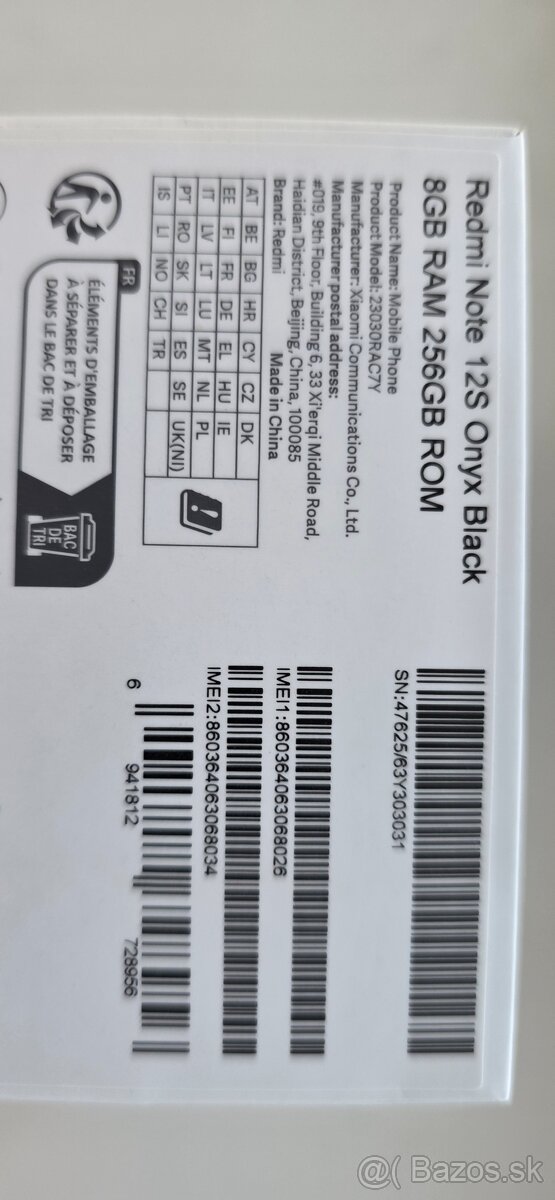 Redmi Note 12S Onyx Black
8GB RAM 256GB ROM
Product Name: Mobile Phone
Product Model: 23030RAC7Y
Manufacturer: Xiaomi Communications Co., Ltd.
Manufacturer postal address:
#019, 9th Floor, Building 6, 33 Xi'erqi Middle Road,
Haidian District, Beijing, China, 100085
Brand: Redmi Made in China
AT BE BG HR CY CZ DK
EE FI FR DE EL HU IE
IT LV LT LU MT NL PL
PT RO SK SI ES SE UK(NI)
IS LI NO CH TR
FR
ÉLÉMENTS D'EMBALLAGE
À SÉPARER ET À DÉPOSER
DANS LE BAC DE TRI
BAC
DE
TRI
SN:47625/63Y303031
IMEI1:860364063068026
IMEI2:860364063068034
6 941812 728956
@( Bazos.sk